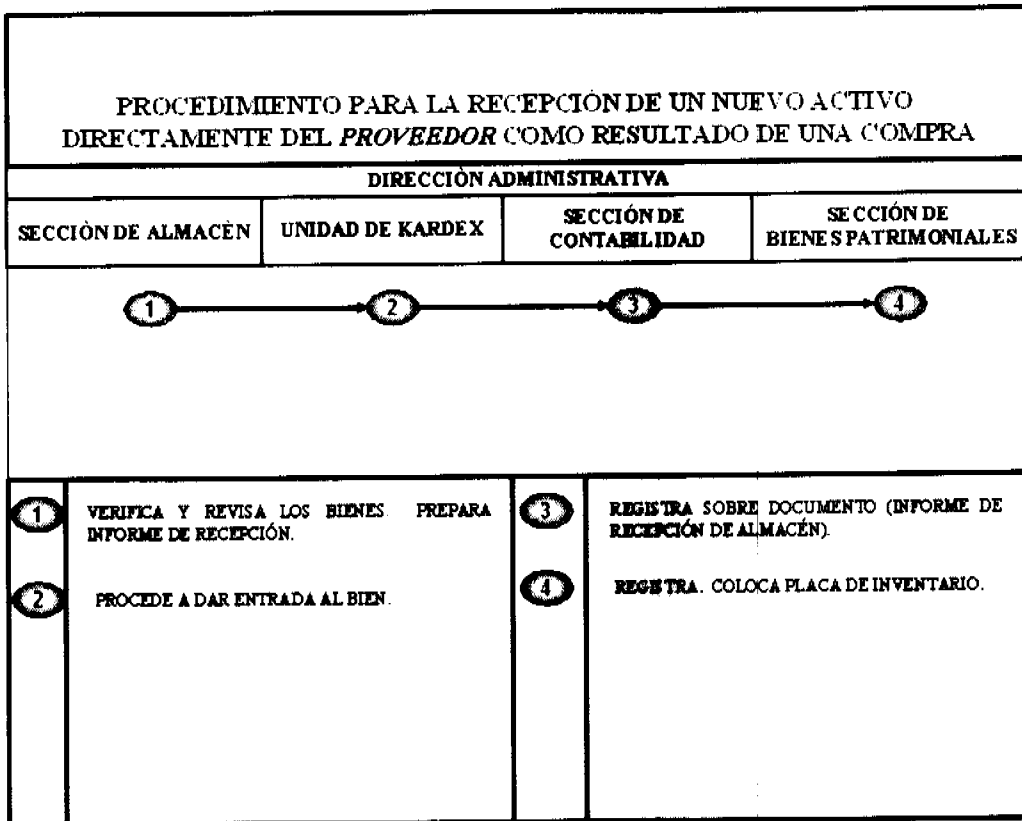 PROCEDIMIENTO PARA LA RECEPCIÓN DE UN NUEVO ACTIVO
DIRECTAMENTE DEL PROVEEDOR COMO RESULTADO DE UNA COMPRA
DIRECCIÓN ADMINISTRATIVA
SECCIÓN DE ALMACÉN
UNIDAD DE KARDEX
SECCIÓN DE
CONTABILIDAD
SECCIÓN DE
BIENES PATRIMONIALES
1
2
3
4
1
VERIFICA Y REVISA LOS BIENES. PREPARA
INFORME DE RECEPCIÓN.
2
PROCEDE A DAR ENTRADA AL BIEN.
3
REGISTRA SOBRE DOCUMENTO (INFORME DE
RECEPCIÓN DE ALMACÉN).
4
REGISTRA. COLOCA PLACA DE INVENTARIO.